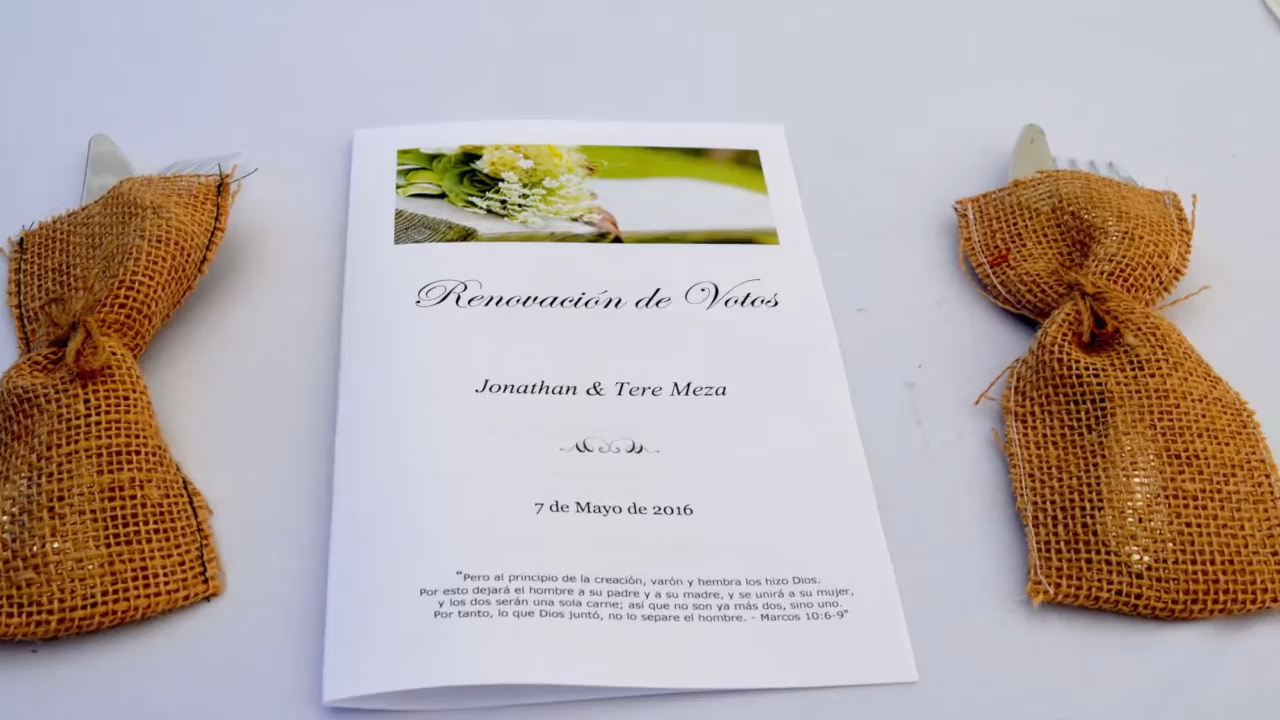 Renovación de Votos
Jonathan & Tere Meza
7 de Mayo de 2016
“Pero al principio de la creación, varón y hembra los hizo Dios.
Por esto dejará el hombre a su padre y a su madre, y se unirá a su mujer,
y los dos serán una sola carne; así que no son ya más dos, sino uno.
Por tanto, lo que Dios juntó, no lo separe el hombre. - Marcos 10:6-9”